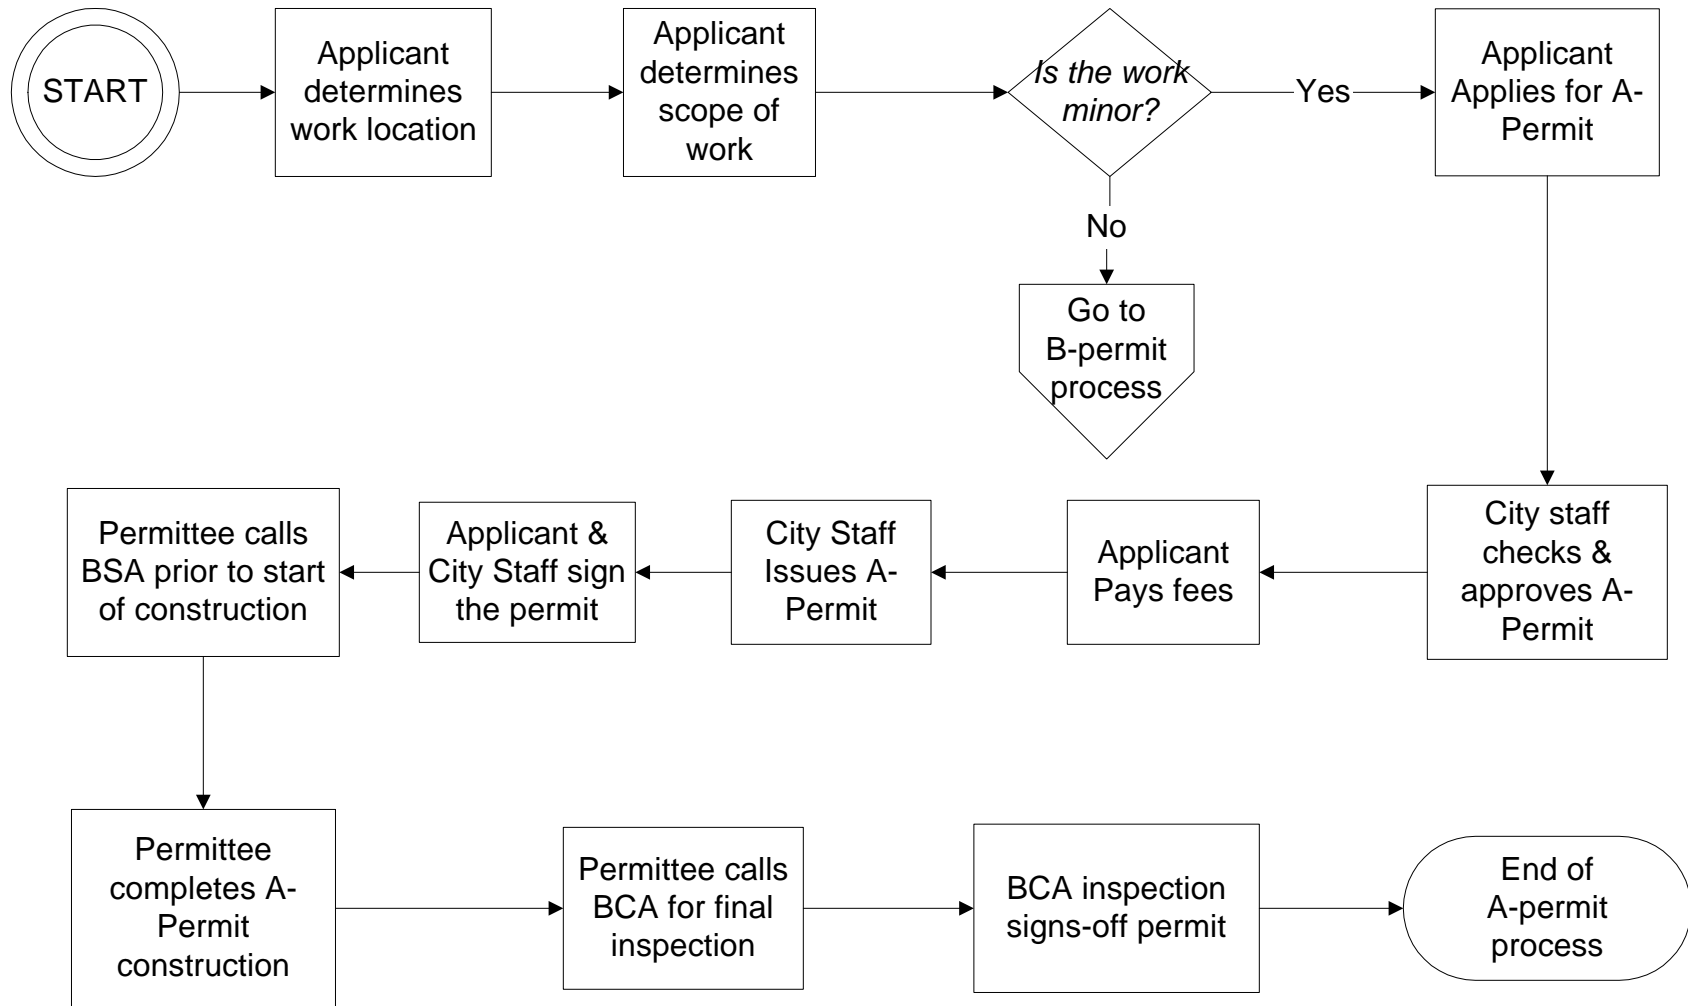 START
Applicant
determines
work location
Applicant
determines
scope of
work
Is the work
minor?
Yes
Applicant
Applies for A-
Permit
No
Go to
B-permit
process
Permittee calls
BSA prior to start
of construction
Applicant &
City Staff sign
the permit
City Staff
Issues A-
Permit
Applicant
Pays fees
City staff
checks &
approves A-
Permit
Permittee
completes A-
Permit
construction
Permittee calls
BCA for final
inspection
BCA inspection
signs-off permit
End of
A-permit
process